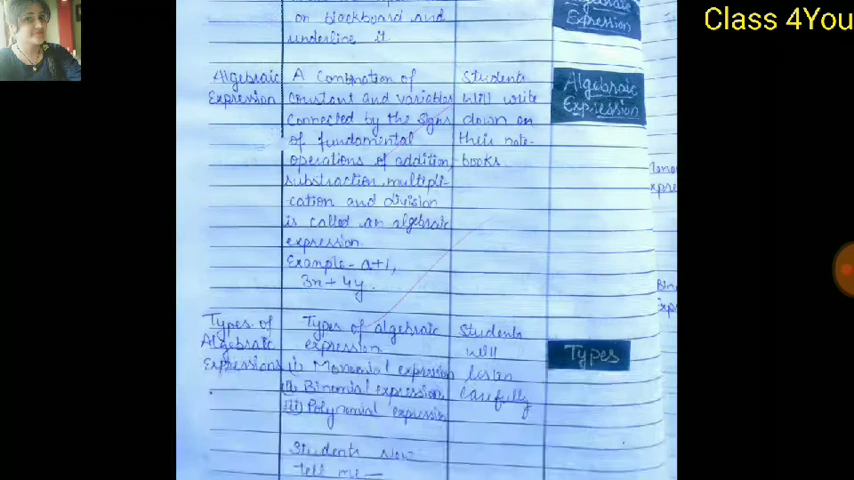 Class 4You
on blackboard and
underline it
Algebraic
Expression
Algebraic
Expression
A Combination of
Constant and variables
Connected by the signs
of fundamental
operations of addition,
substraction, multipli-
cation and division
is called an algebraic
expression.
Example - a+1,
3x + 4y.
Students
will write
down on
their note-
books.
Algebraic
Expression
Types of
Algebraic
Expressions
Types of algebraic
expression.
i) Monomial expression
ii) Binomial expression
iii) Polynomial expression
Students Now
tell me—
Students
will
listen
carefully
Types